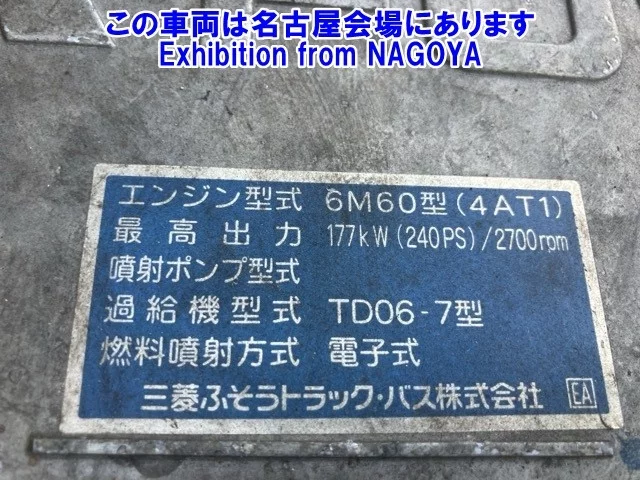 この車両は名古屋会場にあります
Exhibition from NAGOYA
エンジン型式 6M60型(4AT1)
最高出力 177kW(240PS)/2700rpm
噴射ポンプ型式
過給機型式 TD06-7型
燃料噴射方式 電子式
三菱ふそうトラック・バス株式会社 EA